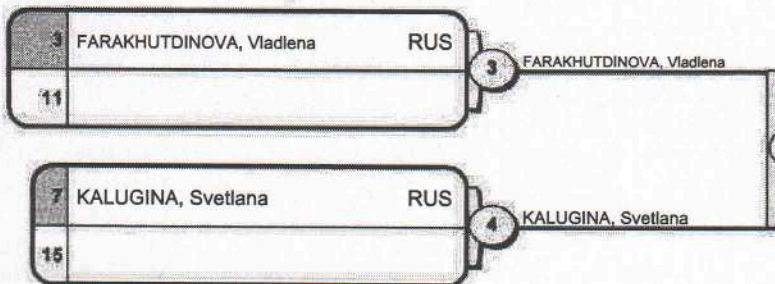 3 FARAKHUTDINOVA, Vladlena RUS
11
3 FARAKHUTDINOVA, Vladlena
7 KALUGINA, Svetlana RUS
15
4 KALUGINA, Svetlana